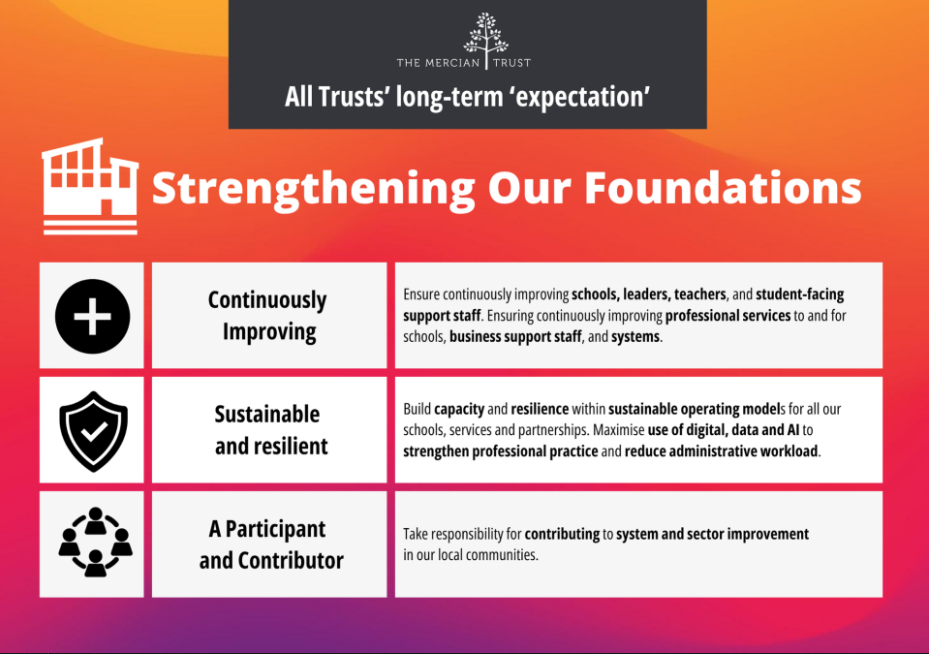 THE MERCIAN TRUST
All Trusts’ long-term ‘expectation’
Strengthening Our Foundations
Continuously
Improving
Ensure continuously improving schools, leaders, teachers, and student-facing
support staff. Ensuring continuously improving professional services to and for
schools, business support staff, and systems.
Sustainable
and resilient
Build capacity and resilience within sustainable operating models for all our
schools, services and partnerships. Maximise use of digital, data and AI to
strengthen professional practice and reduce administrative workload.
A Participant
and Contributor
Take responsibility for contributing to system and sector improvement
in our local communities.